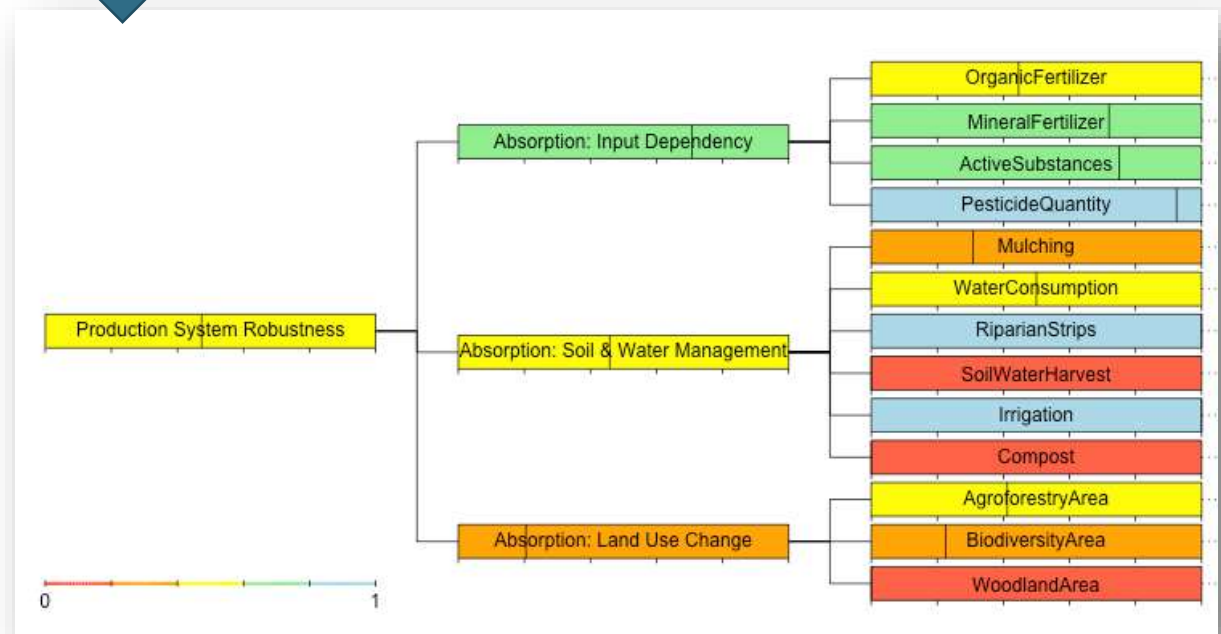 OrganicFertilizer
MineralFertilizer
Absorption: Input Dependency
ActiveSubstances
PesticideQuantity
Mulching
WaterConsumption
Production System Robustness
RiparianStrips
Absorption: Soil & Water Management
SoilWaterHarvest
Irrigation
Compost
AgroforestryArea
Absorption: Land Use Change
BiodiversityArea
WoodlandArea
0 1